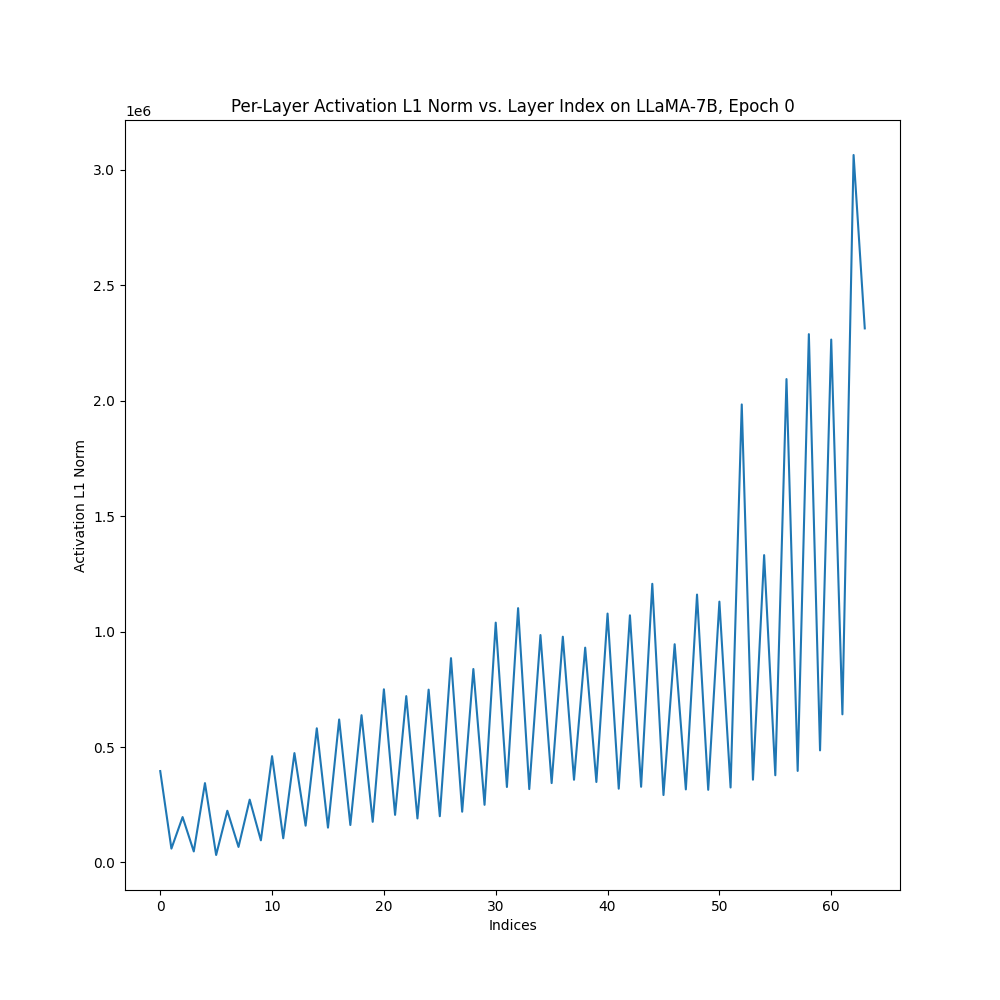 Per-Layer Activation L1 Norm vs. Layer Index on LLaMA-7B, Epoch 0
1e6
3.0
2.5
2.0
1.5
1.0
0.5
0.0
Activation L1 Norm
0 10 20 30 40 50 60
Indices